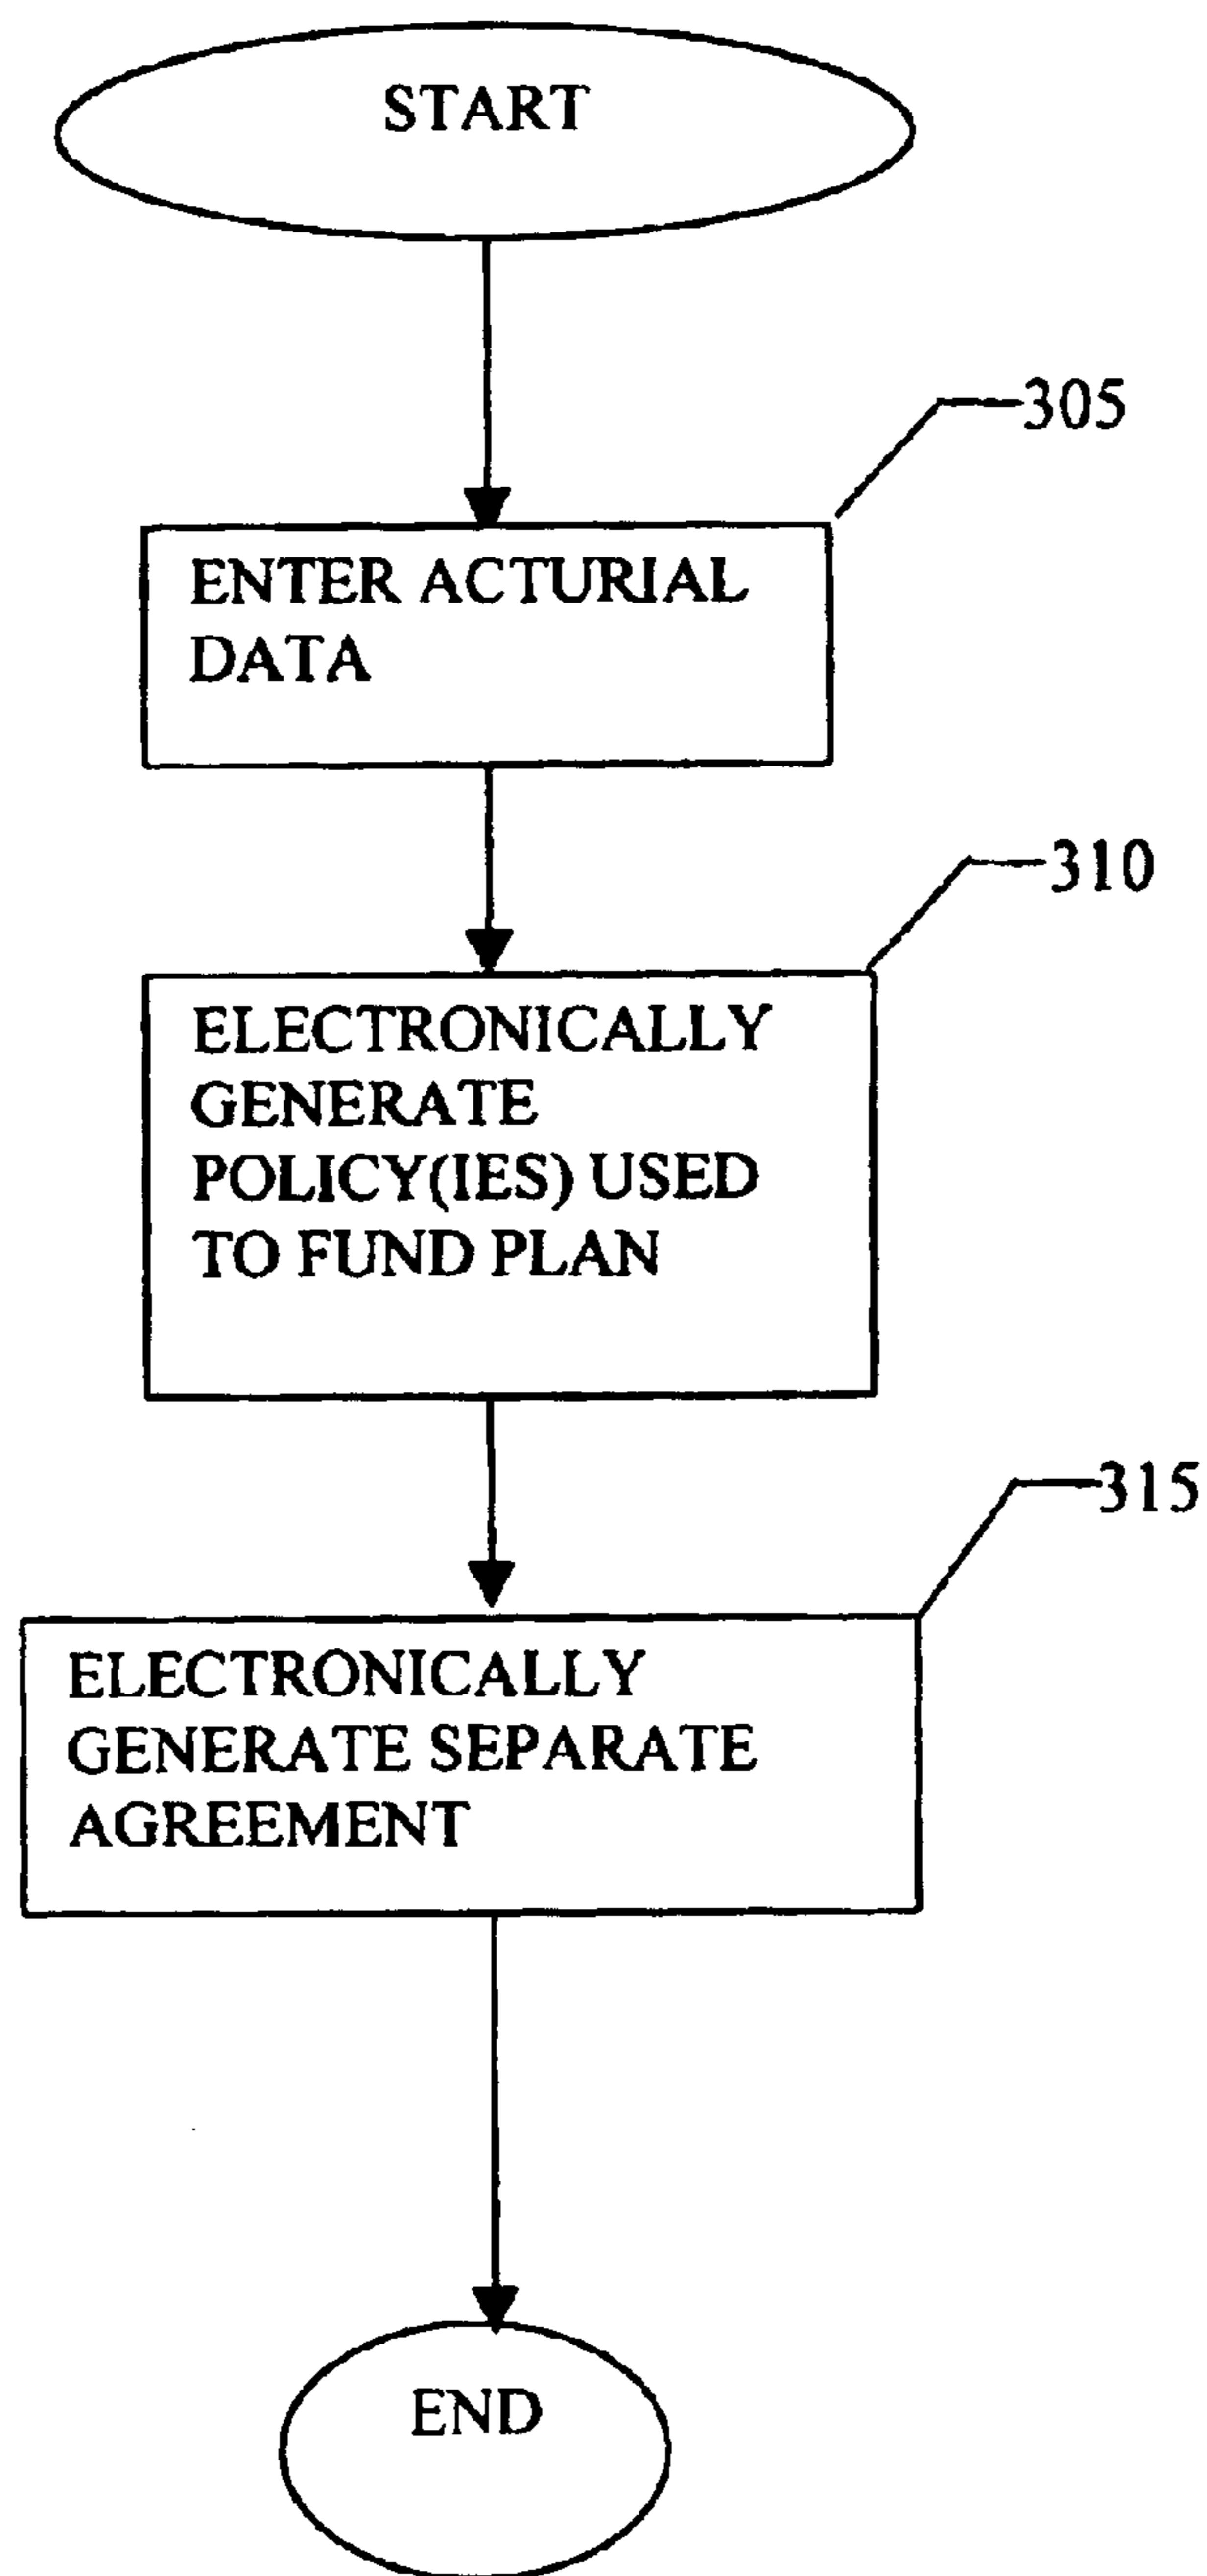 START
305
ENTER ACTURIAL
DATA
310
ELECTRONICALLY
GENERATE
POLICY(IES) USED
TO FUND PLAN
315
ELECTRONICALLY
GENERATE SEPARATE
AGREEMENT
END